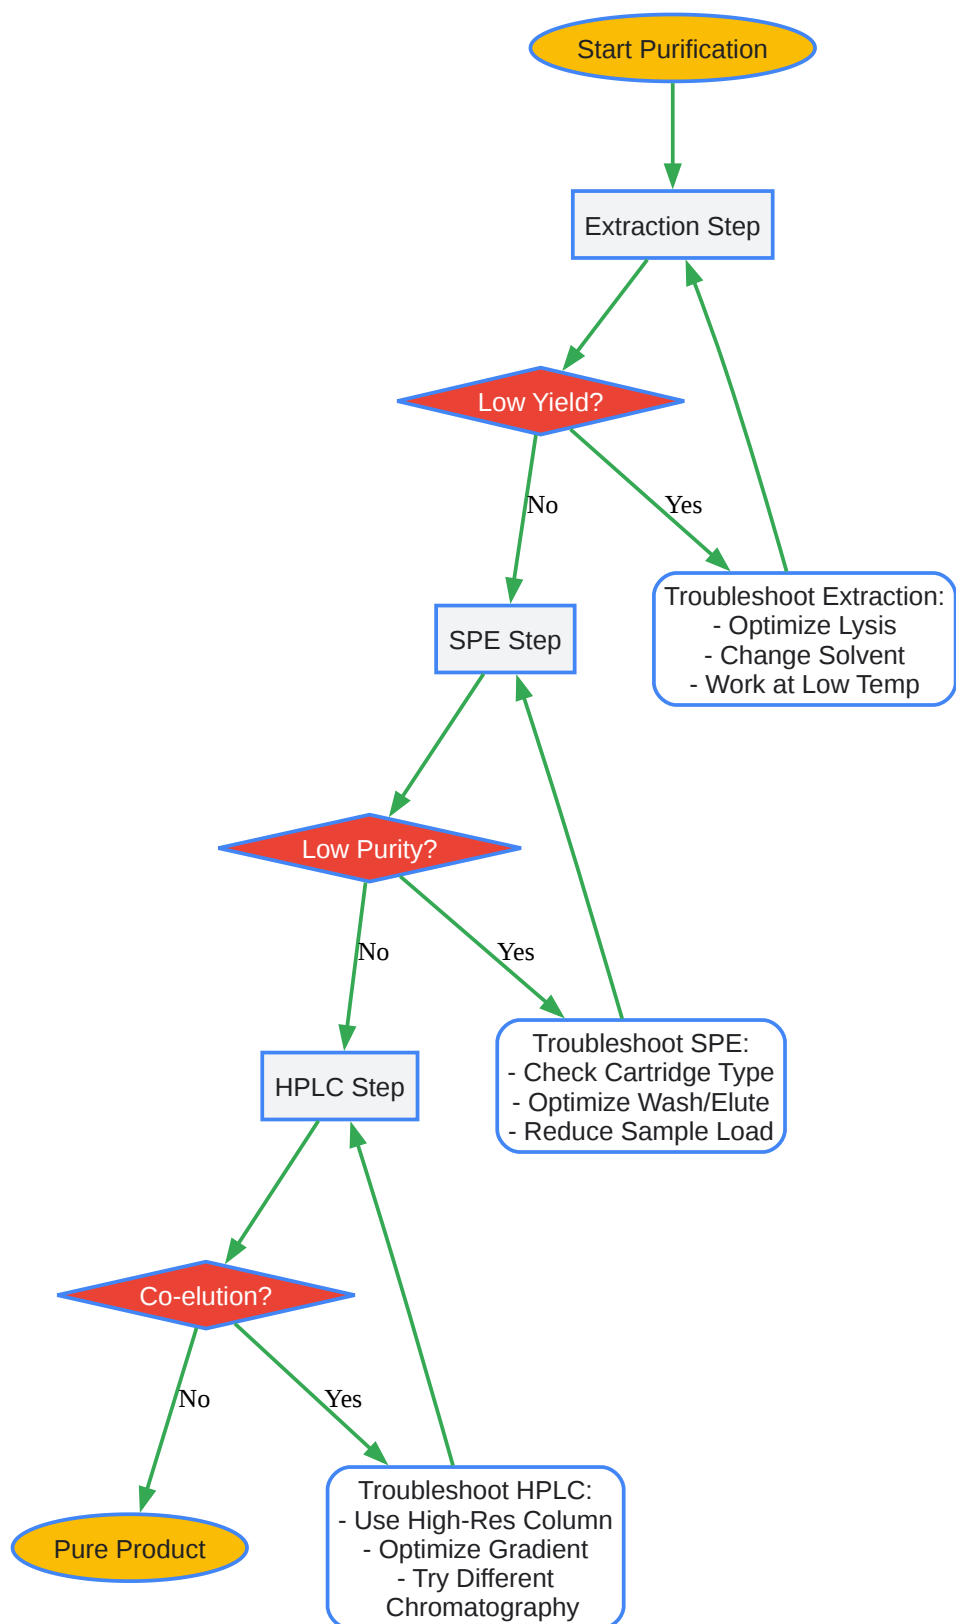 Start Purification
Extraction Step
Low Yield?
No
Yes
Troubleshoot Extraction:
- Optimize Lysis
- Change Solvent
- Work at Low Temp
SPE Step
Low Purity?
No
Yes
Troubleshoot SPE:
- Check Cartridge Type
- Optimize Wash/Elute
- Reduce Sample Load
HPLC Step
Co-elution?
No
Yes
Troubleshoot HPLC:
- Use High-Res Column
- Optimize Gradient
- Try Different
Chromatography
Pure Product